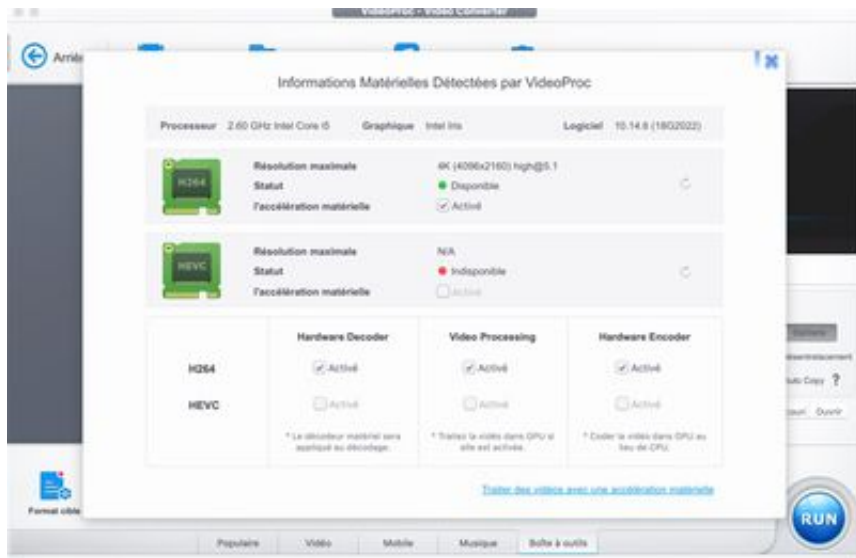 VideoProc - Video Converter
Informations Matérielles Détectées par VideoProc
Processeur 2.60 GHz Intel Core i5 Graphique Intel Iris Logiciel 10.14.6 (18G2022)
H264
Résolution maximale 4K (4096x2160) high@5.1
Statut Disponible
l'accélération matérielle Activé
HEVC
Résolution maximale N/A
Statut Indisponible
l'accélération matérielle Activé
Hardware Decoder Video Processing Hardware Encoder
H264 Activé Activé Activé
HEVC Activé Activé Activé
* Le décodeur matériel sera appliqué au décodage.
* Traitez la vidéo dans GPU si elle est activée.
* Coder la vidéo dans GPU au lieu de CPU.
Traiter des vidéos avec une accélération matérielle
Auto Copy ?
Ouvrir
Format cible
RUN
Populaire Vidéo Mobile Musique Boîte à outils